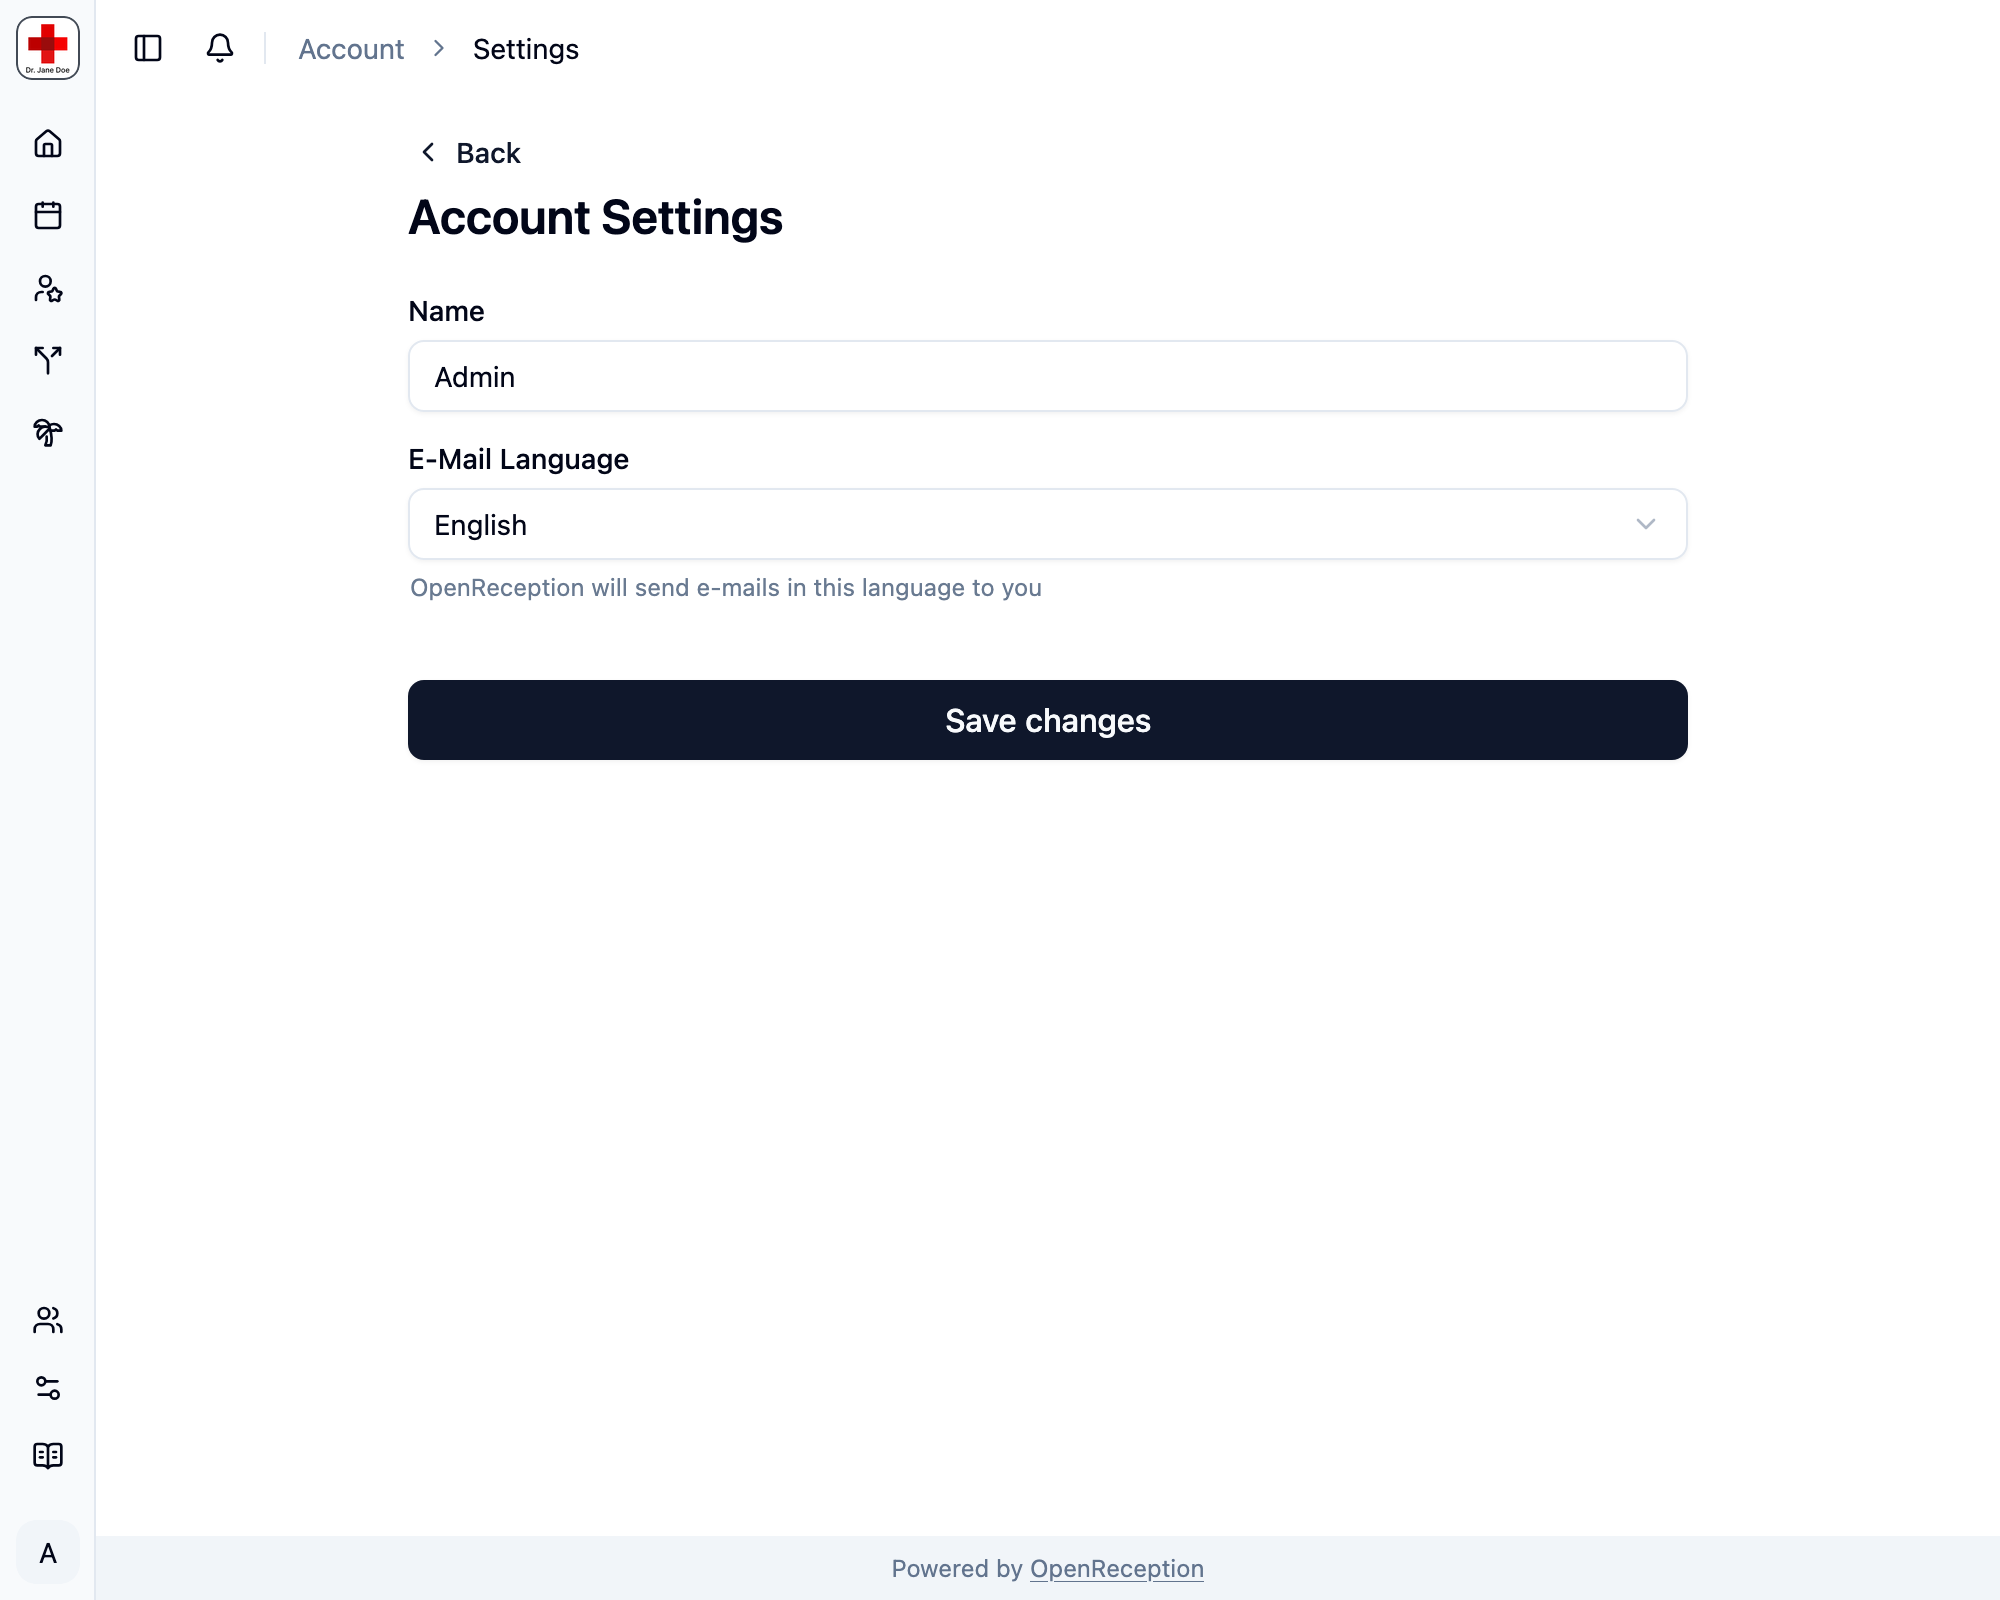 Dr. Jane Doe
Account
Settings
Back
Account Settings
Name
Admin
E-Mail Language
English
OpenReception will send e-mails in this language to you
Save changes
A
Powered by OpenReception